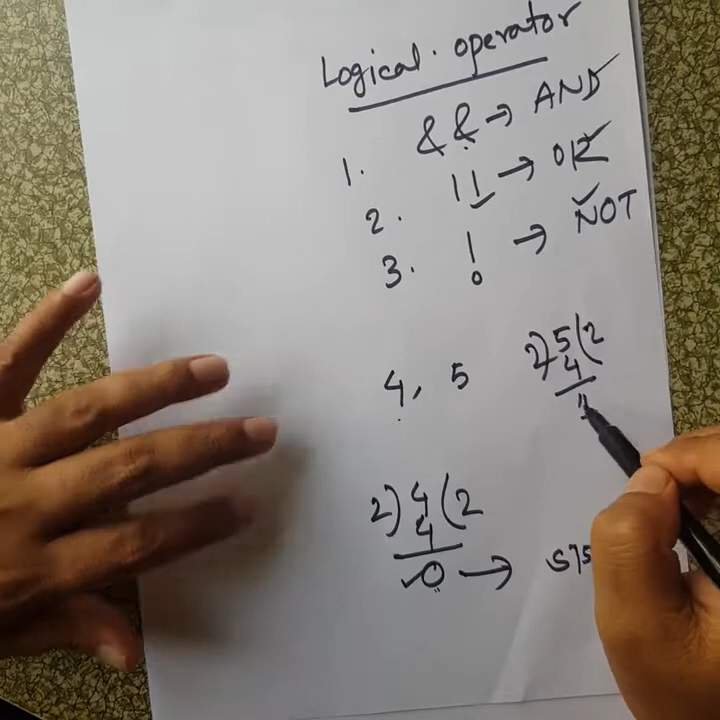 Logical. operator
1. && → AND
2. || → OR
3. ! → NOT
4, 5
2) 5 (2
4
1
2) 4 (2
4
0 →